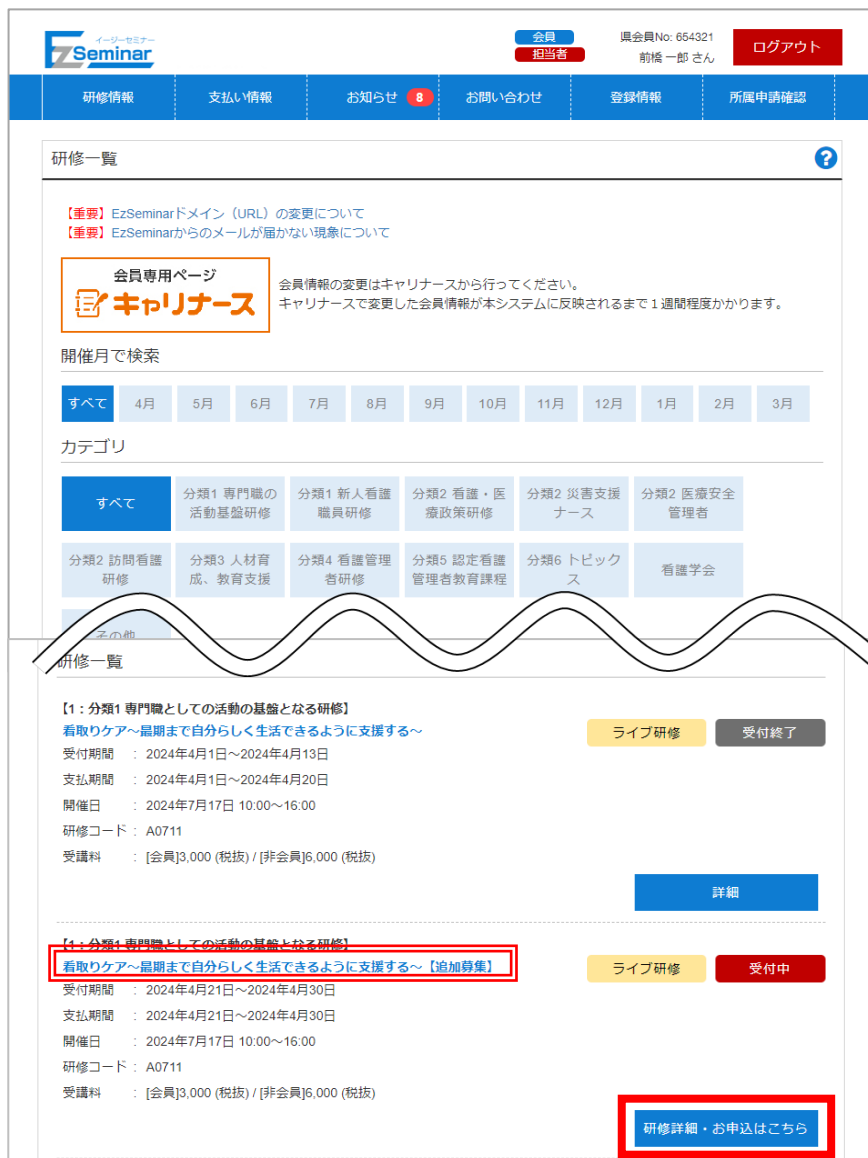 イージーセミナー
EzSeminar
会員
担当者
県会員No: 654321
前橋 一郎 さん
ログアウト
研修情報
支払い情報
お知らせ 8
お問い合わせ
登録情報
所属申請確認
研修一覧
?
【重要】EzSeminarドメイン（URL）の変更について
【重要】EzSeminarからのメールが届かない現象について
会員専用ページ
キャリナース
会員情報の変更はキャリナースから行ってください。
キャリナースで変更した会員情報が本システムに反映されるまで１週間程度かかります。
開催月で検索
すべて 4月 5月 6月 7月 8月 9月 10月 11月 12月 1月 2月 3月
カテゴリ
すべて
分類1 専門職の
活動基盤研修
分類1 新人看護
職員研修
分類2 看護・医
療政策研修
分類2 災害支援
ナース
分類2 医療安全
管理者
分類2 訪問看護
研修
分類3 人材育
成、教育支援
分類4 看護管理
者研修
分類5 認定看護
管理者教育課程
分類6 トピック
ス
看護学会
その他
研修一覧
【1：分類1 専門職としての活動の基盤となる研修】
看取りケア～最期まで自分らしく生活できるように支援する～
ライブ研修
受付終了
受付期間 ： 2024年4月1日～2024年4月13日
支払期間 ： 2024年4月1日～2024年4月20日
開催日 ： 2024年7月17日 10:00～16:00
研修コード： A0711
受講料 ： [会員]3,000 (税抜) / [非会員]6,000 (税抜)
詳細
【1：分類1 専門職としての活動の基盤となる研修】
看取りケア～最期まで自分らしく生活できるように支援する～【追加募集】
ライブ研修
受付中
受付期間 ： 2024年4月21日～2024年4月30日
支払期間 ： 2024年4月21日～2024年4月30日
開催日 ： 2024年7月17日 10:00～16:00
研修コード： A0711
受講料 ： [会員]3,000 (税抜) / [非会員]6,000 (税抜)
研修詳細・お申込はこちら